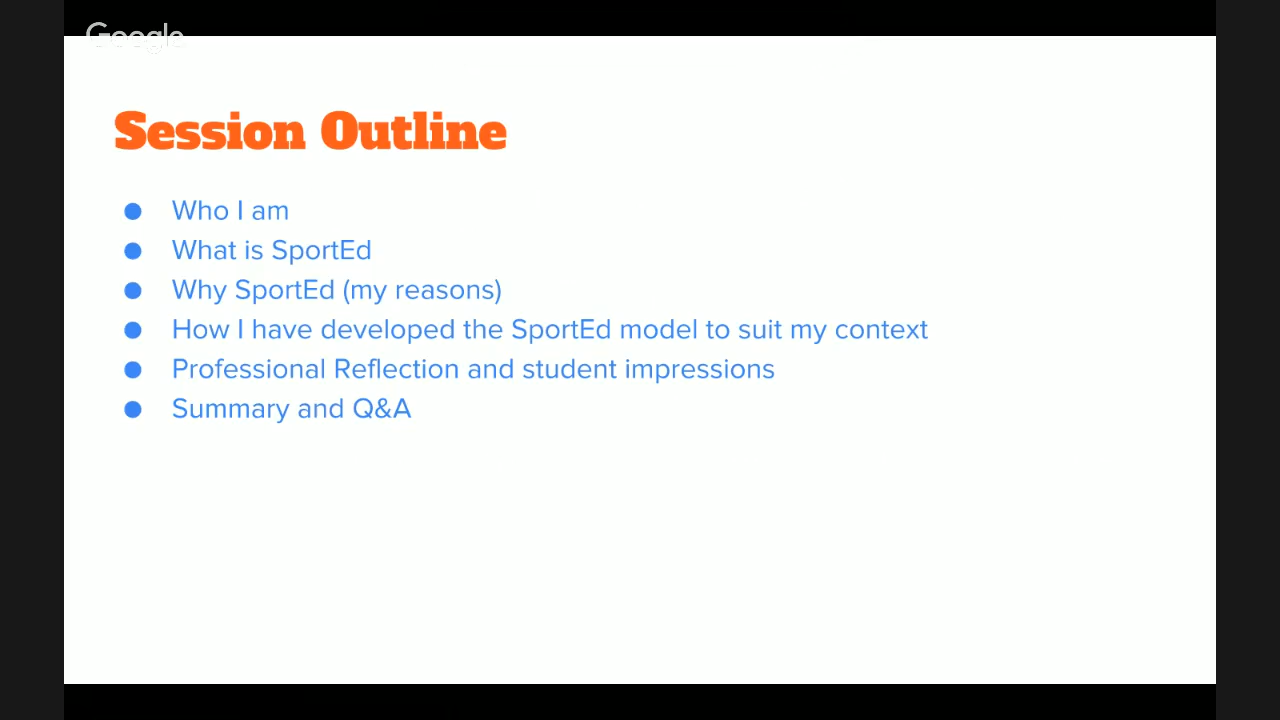 Google
Session Outline
● Who I am
● What is SportEd
● Why SportEd (my reasons)
● How I have developed the SportEd model to suit my context
● Professional Reflection and student impressions
● Summary and Q&A